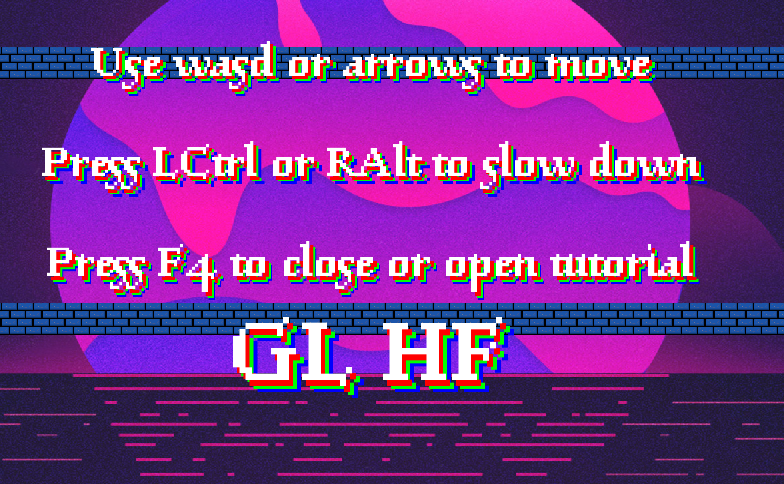 Use wasd or arrows to move
Press LCtrl or RAlt to slow down
Press F4 to close or open tutorial
GL HF